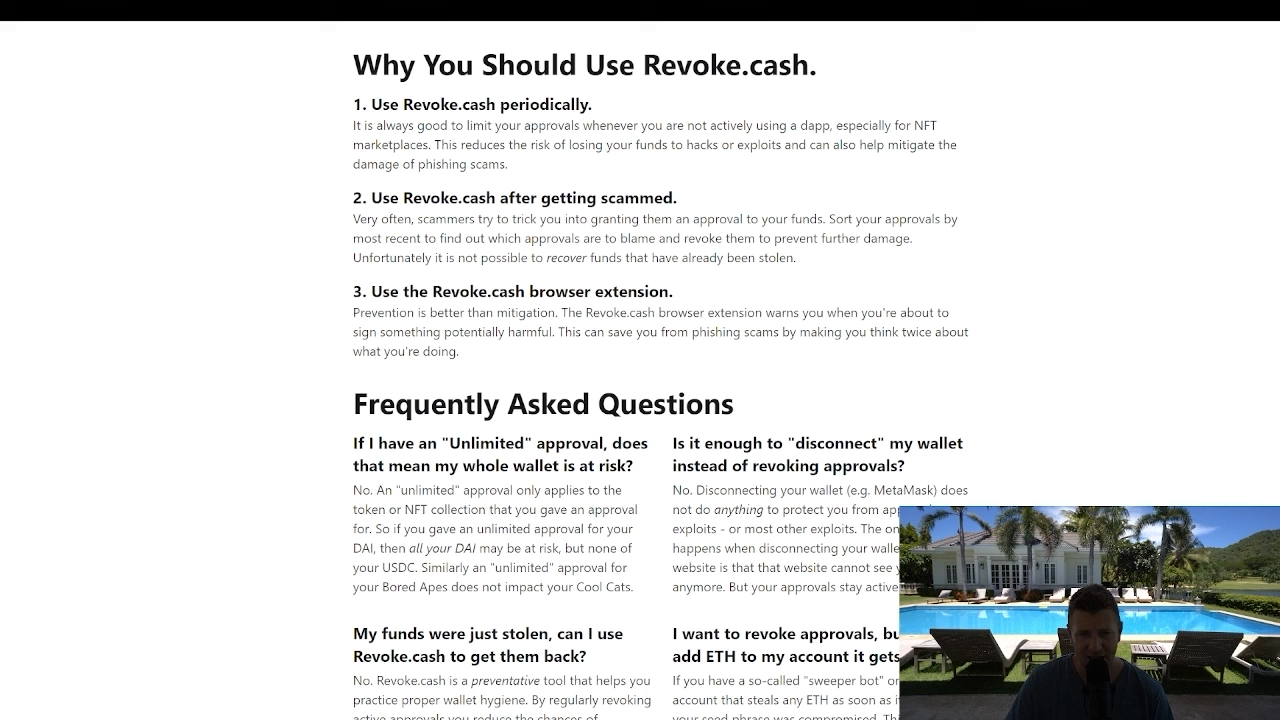 Why You Should Use Revoke.cash.
1. Use Revoke.cash periodically.
It is always good to limit your approvals whenever you are not actively using a dapp, especially for NFT
marketplaces. This reduces the risk of losing your funds to hacks or exploits and can also help mitigate the
damage of phishing scams.
2. Use Revoke.cash after getting scammed.
Very often, scammers try to trick you into granting them an approval to your funds. Sort your approvals by
most recent to find out which approvals are to blame and revoke them to prevent further damage.
Unfortunately it is not possible to recover funds that have already been stolen.
3. Use the Revoke.cash browser extension.
Prevention is better than mitigation. The Revoke.cash browser extension warns you when you're about to
sign something potentially harmful. This can save you from phishing scams by making you think twice about
what you're doing.
Frequently Asked Questions
If I have an "Unlimited" approval, does
that mean my whole wallet is at risk?
No. An "unlimited" approval only applies to the
token or NFT collection that you gave an approval
for. So if you gave an unlimited approval for your
DAI, then all your DAI may be at risk, but none of
your USDC. Similarly an "unlimited" approval for
your Bored Apes does not impact your Cool Cats.
Is it enough to "disconnect" my wallet
instead of revoking approvals?
No. Disconnecting your wallet (e.g. MetaMask) does
not do anything to protect you from
exploits - or most other exploits. The
happens when disconnecting your
website is that that website cannot see
anymore. But your approvals stay
My funds were just stolen, can I use
Revoke.cash to get them back?
No. Revoke.cash is a preventative tool that helps you
practice proper wallet hygiene. By regularly revoking
active approvals you reduce the chances of
I want to revoke approvals,
add ETH to my account it gets
If you have a so-called "sweeper bot"
account that steals any ETH as soon as
your seed phrase was compromised.